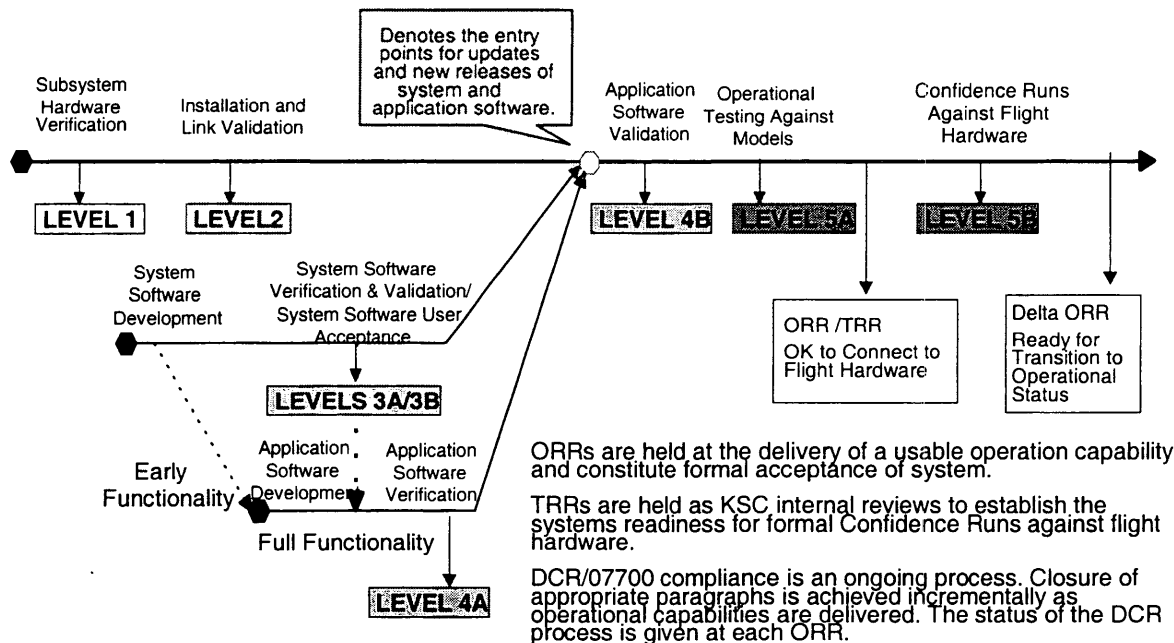 Denotes the entry
points for updates
and new releases of
system and
application software.
Subsystem
Hardware
Verification
Installation and
Link Validation
Application
Software
Validation
Operational
Testing Against
Models
Confidence Runs
Against Flight
Hardware
LEVEL 1
LEVEL2
LEVEL 4B
LEVEL 5A
LEVEL 5B
System
Software
Development
System Software
Verification & Validation/
System Software User
Acceptance
ORR /TRR
OK to Connect to
Flight Hardware
Delta ORR
Ready for
Transition to
Operational
Status
LEVELS 3A/3B
Early
Functionality
Application
Software
Development
Application
Software
Verification
Full Functionality
LEVEL 4A
ORRs are held at the delivery of a usable operation capability
and constitute formal acceptance of system.
TRRs are held as KSC internal reviews to establish the
systems readiness for formal Confidence Runs against flight
hardware.
DCR/07700 compliance is an ongoing process. Closure of
appropriate paragraphs is achieved incrementally as
operational capabilities are delivered. The status of the DCR
process is given at each ORR.